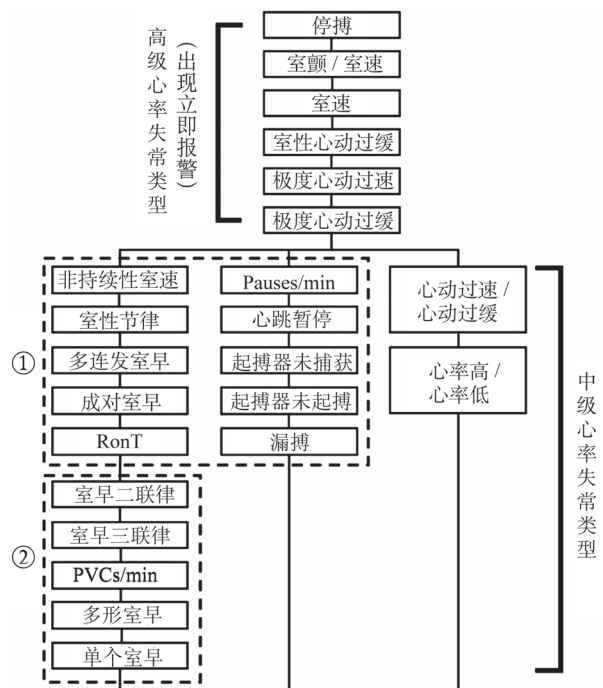 停搏
室颤 / 室速
室速
室性心动过缓
极度心动过速
极度心动过缓
高级心率失常类型
（出现立即报警）
①
非持续性室速
室性节律
多连发室早
成对室早
RonT
Pauses/min
心跳暂停
起搏器未捕获
起搏器未起搏
漏搏
心动过速 /
心动过缓
心率高 /
心率低
②
室早二联律
室早三联律
PVCs/min
多形室早
单个室早
中级心率失常类型